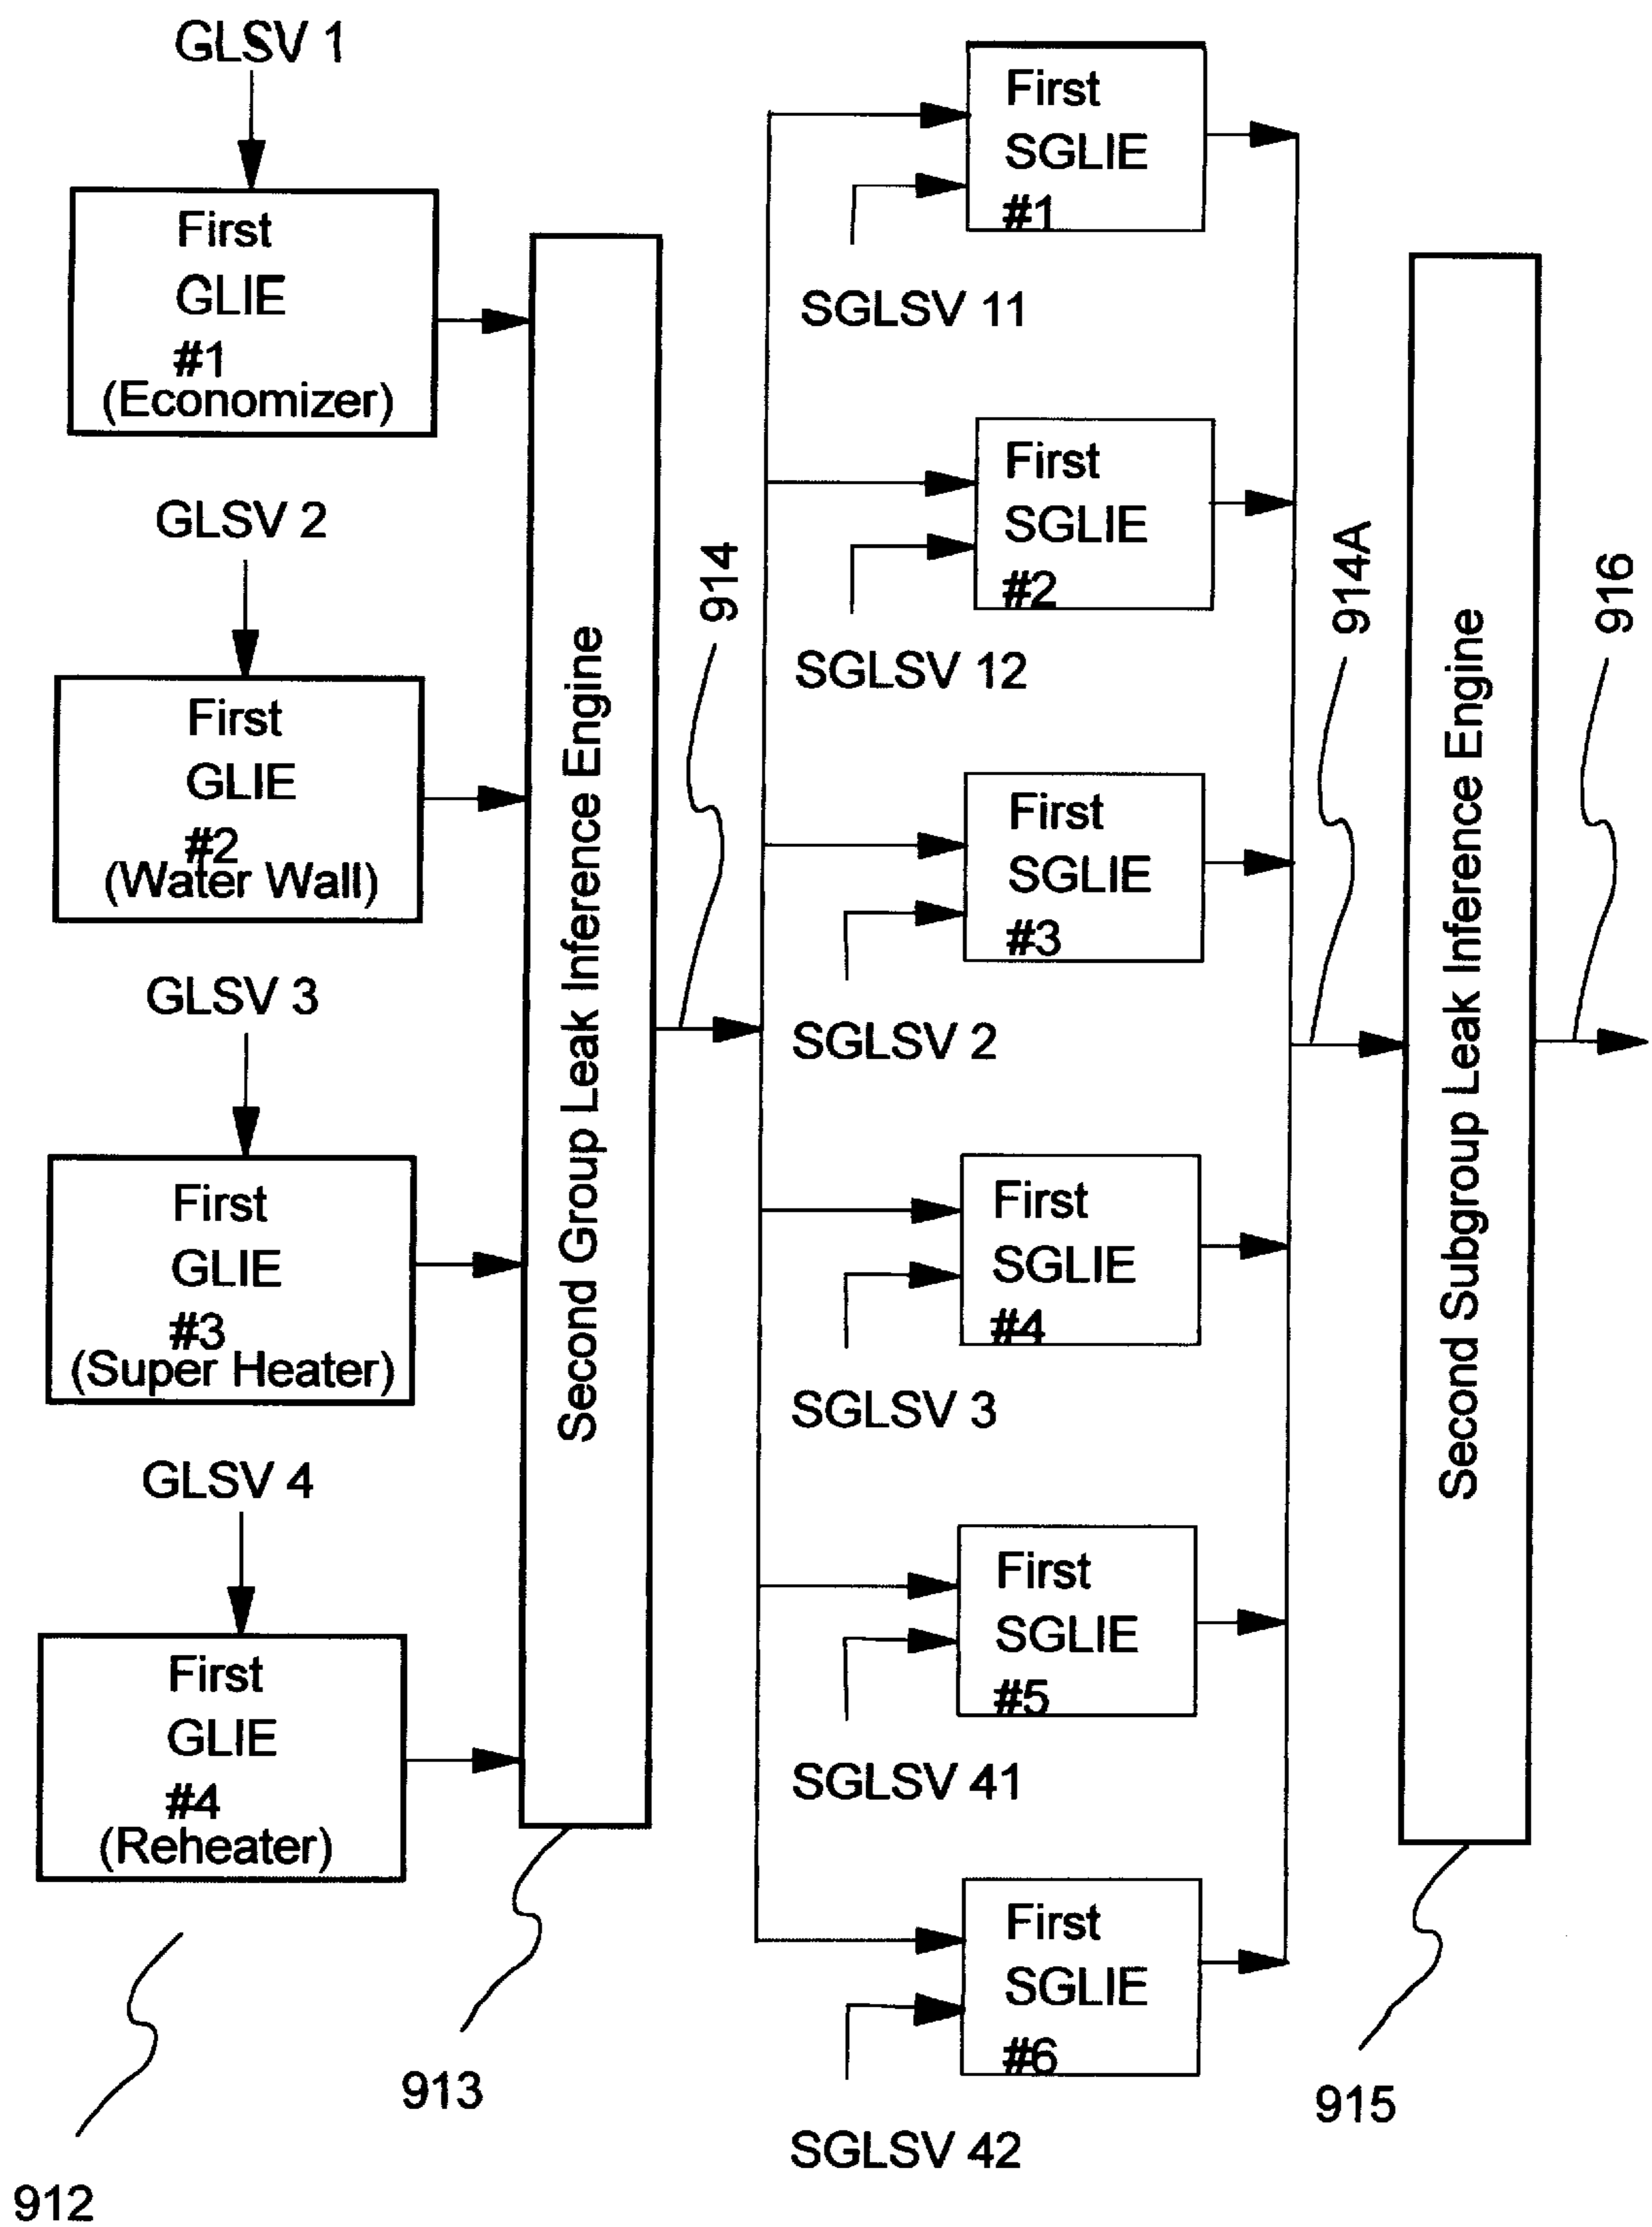 GLSV 1
First
GLIE
#1
(Economizer)
GLSV 2
First
GLIE
#2
(Water Wall)
GLSV 3
First
GLIE
#3
(Super Heater)
GLSV 4
First
GLIE
#4
(Reheater)
912
Second Group Leak Inference Engine
913
914
First
SGLIE
#1
SGLSV 11
First
SGLIE
#2
SGLSV 12
First
SGLIE
#3
SGLSV 2
First
SGLIE
#4
SGLSV 3
First
SGLIE
#5
SGLSV 41
First
SGLIE
#6
SGLSV 42
914A
Second Subgroup Leak Inference Engine
915
916